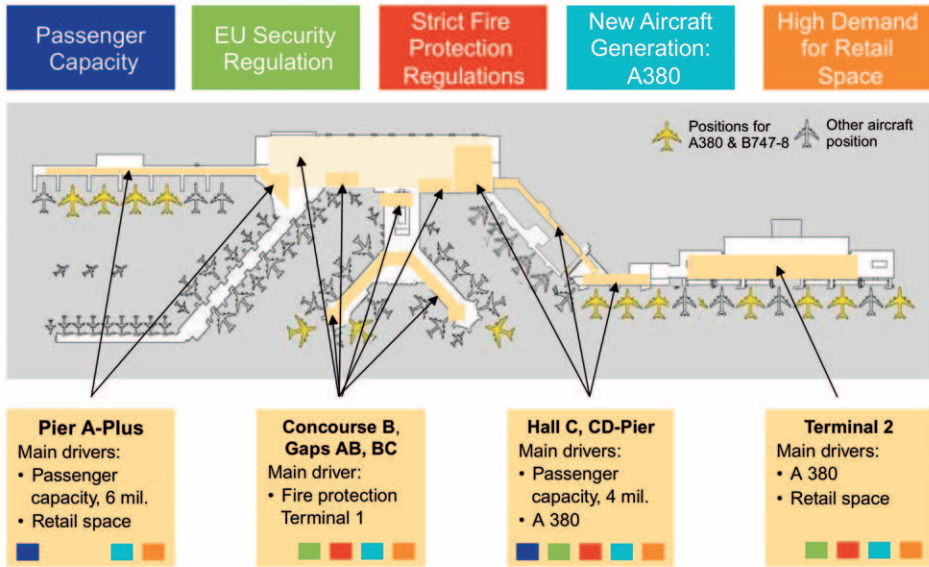 Passenger
Capacity
EU Security
Regulation
Strict Fire
Protection
Regulations
New Aircraft
Generation:
A380
High Demand
for Retail
Space
Positions for
A380 & B747-8
Other aircraft
position
Pier A-Plus
Main drivers:
• Passenger
capacity, 6 mil.
• Retail space
Concourse B,
Gaps AB, BC
Main driver:
• Fire protection
Terminal 1
Hall C, CD-Pier
Main drivers:
• Passenger
capacity, 4 mil.
• A 380
Terminal 2
Main drivers:
• A 380
• Retail space